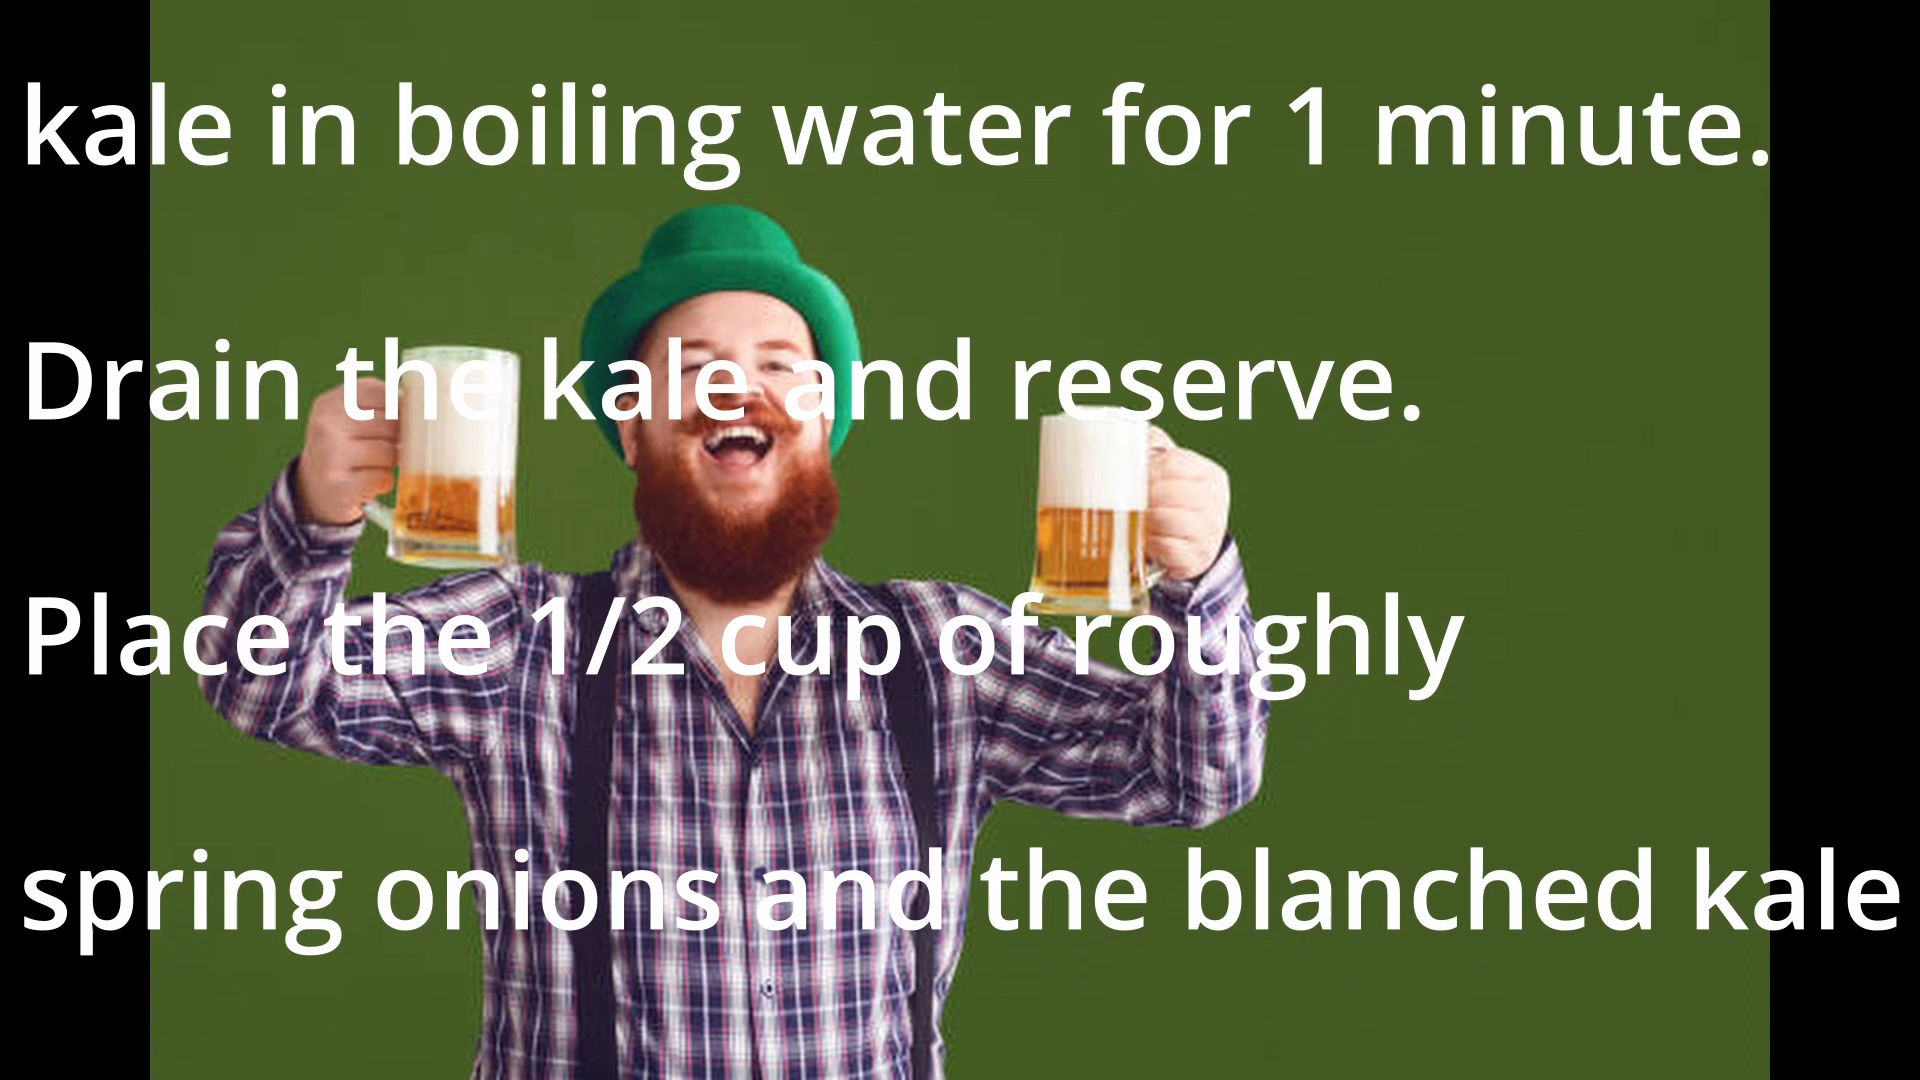 kale in boiling water for 1 minute.
Drain the kale and reserve.
Place the 1/2 cup of roughly
spring onions and the blanched kale